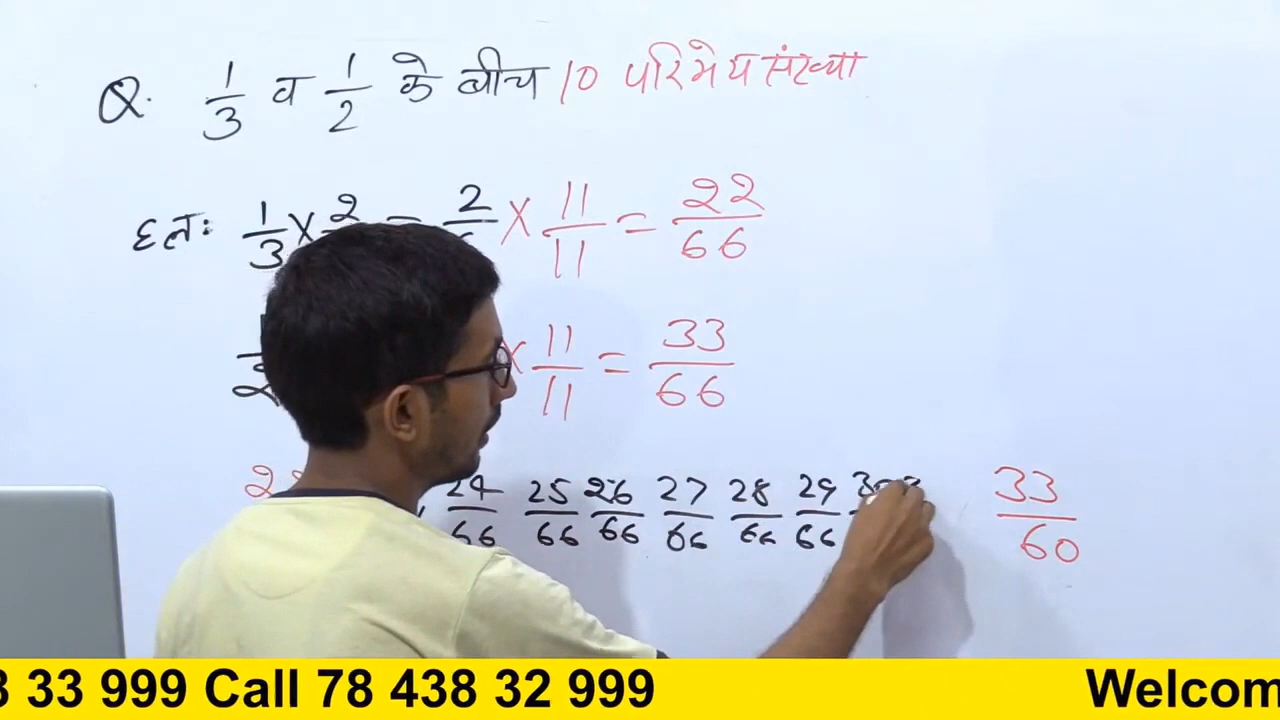 Q. 1/3 व 1/2 के बीच 10 परिमेय संख्या
हलः 1/3 × 2 = 2 × 11/11 = 22/66
× 11/11 = 33/66
2 24/66 25/66 26/66 27/66 28/66 29/66 33/60
33 999 Call 78 438 32 999 Welcom